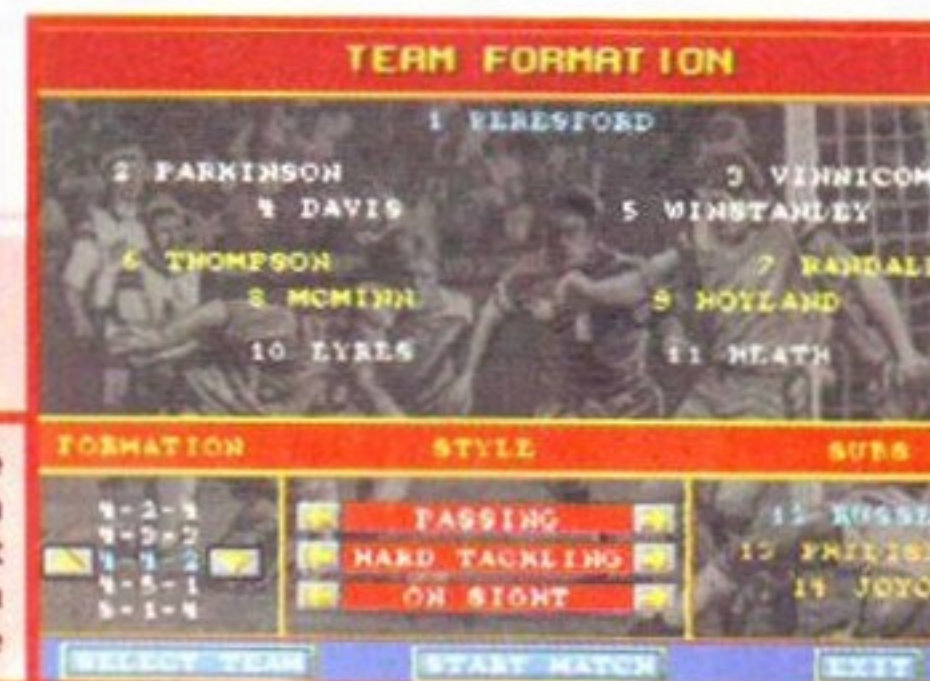 TEAM FORMATION
1 BERESFORD
2 PARKINSON 3 VINNICOM
4 DAVIS 5 WINSTANLEY
6 THOMPSON 7 RANDALL
8 MCMINN 9 HOYLAND
10 EYRES 11 HEATH
FORMATION STYLE SUBS
4-2-4
4-3-3
4-4-2
4-5-1
5-1-4
PASSING
HARD TACKLING
ON SIGHT
14 JOYC
SELECT TEAM START MATCH EXIT